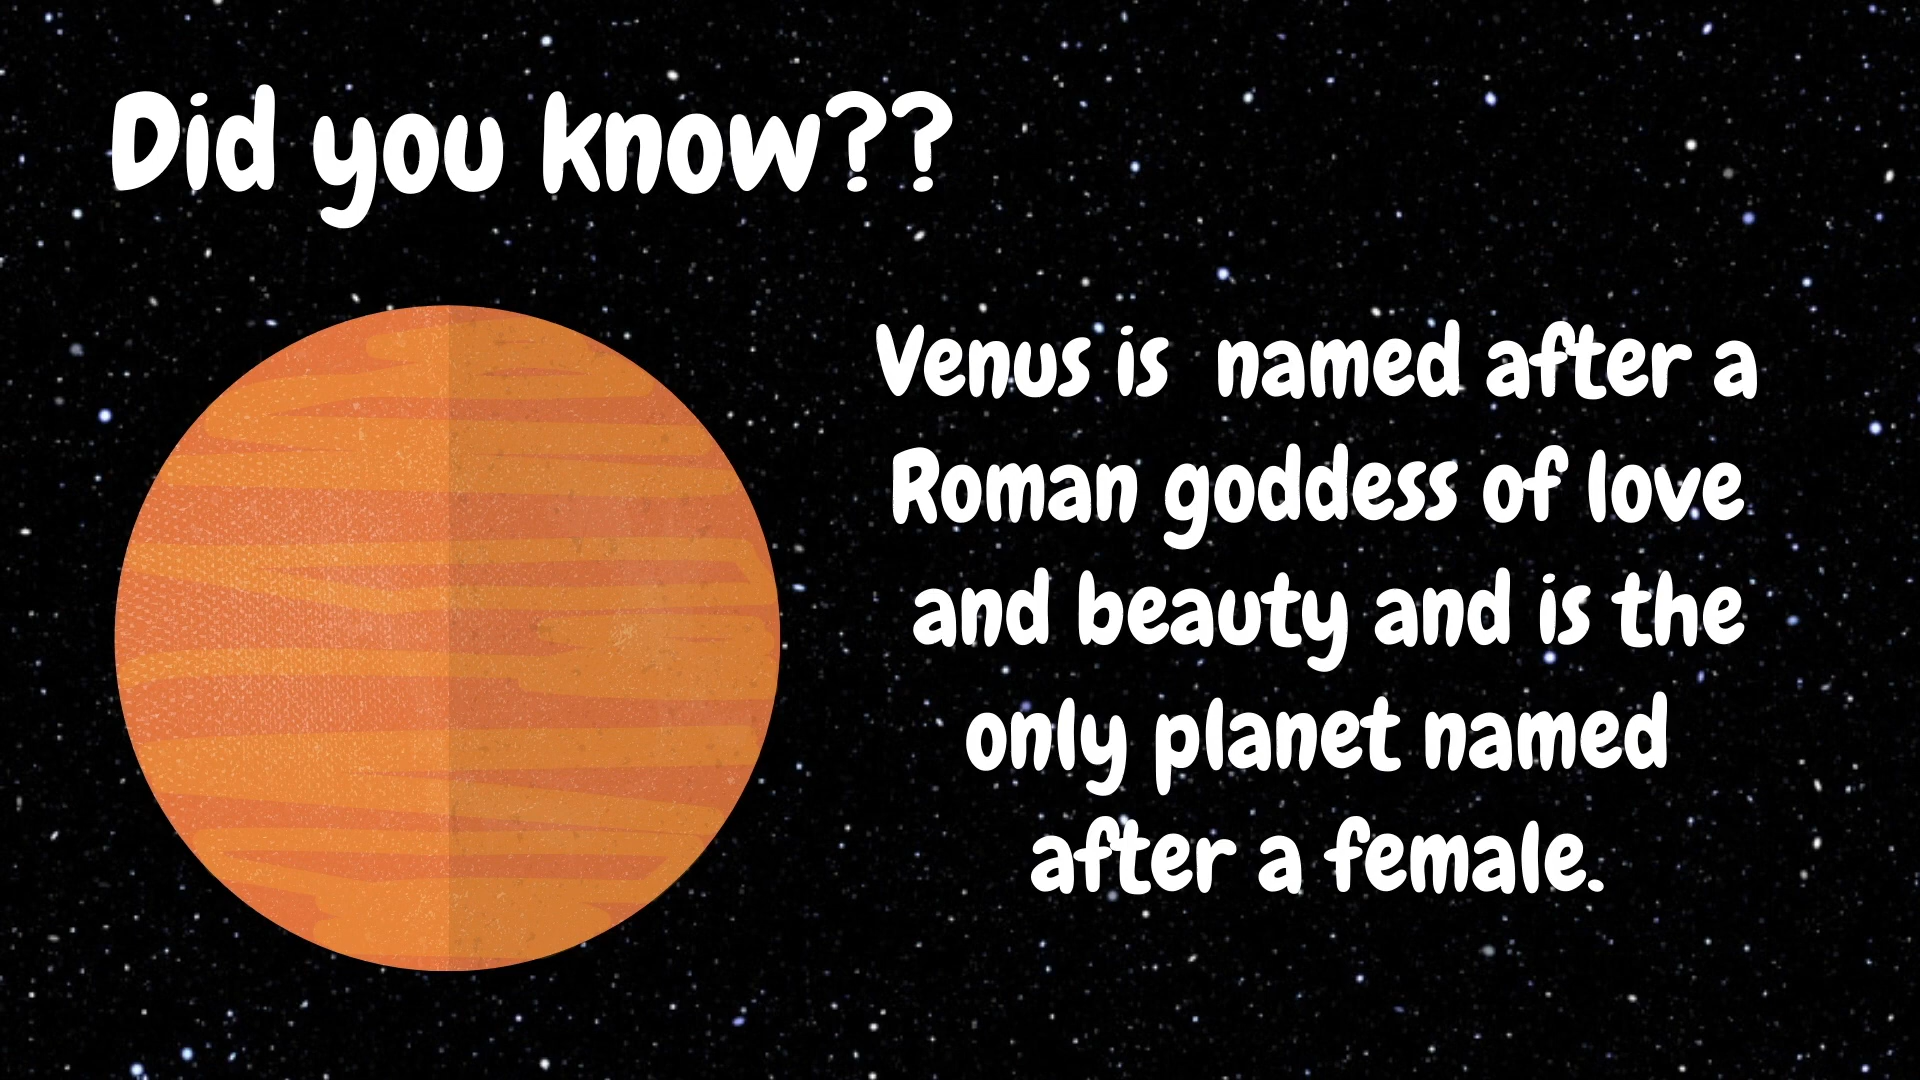 Did you know??
Venus is  named after a
Roman goddess of love
and beauty and is the
only planet named
after a female.